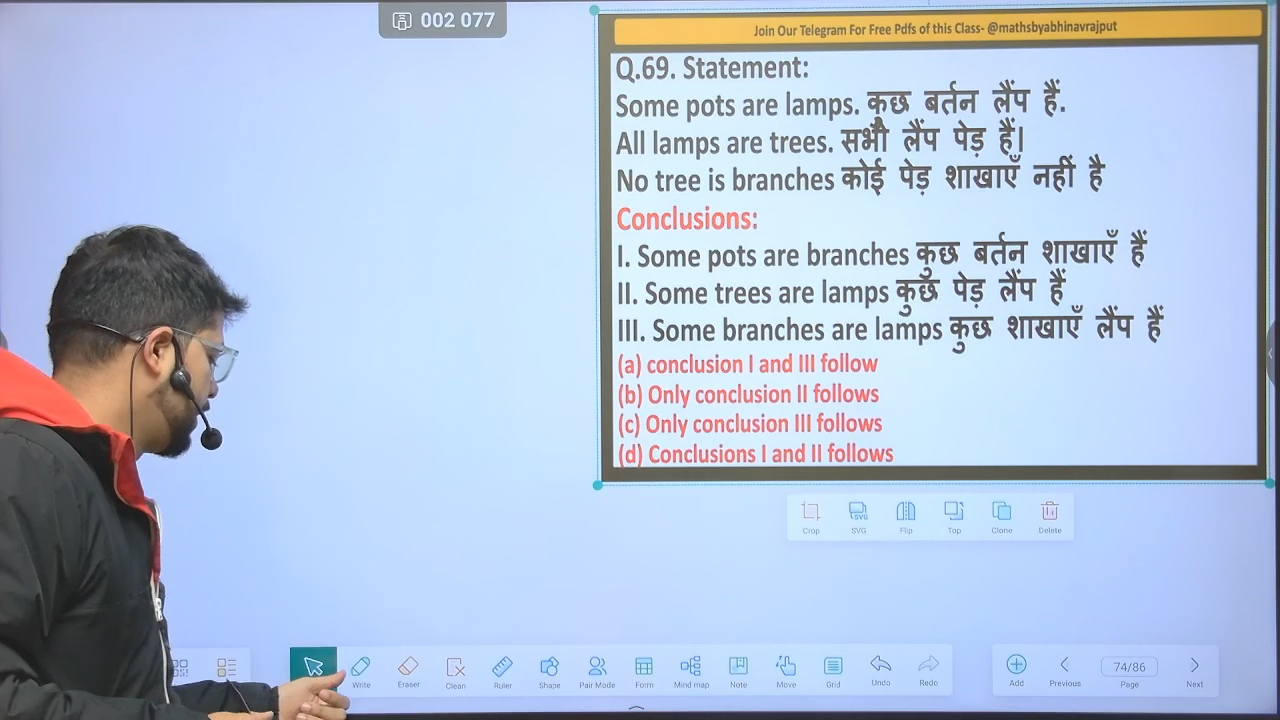 002 077
Join Our Telegram For Free Pdfs of this Class- @mathsbyabhinavrajput
Q.69. Statement:
Some pots are lamps. कुछ बर्तन लैंप हैं.
All lamps are trees. सभी लैंप पेड़ हैं।
No tree is branches कोई पेड़ शाखाएँ नहीं है
Conclusions:
I. Some pots are branches कुछ बर्तन शाखाएँ हैं
II. Some trees are lamps कुछ पेड़ लैंप हैं
III. Some branches are lamps कुछ शाखाएँ लैंप हैं
(a) conclusion I and III follow
(b) Only conclusion II follows
(c) Only conclusion III follows
(d) Conclusions I and II follows
Crop SVG Flip Top Clone Delete
Write Eraser Clean Ruler Shape Pair Mode Form Mind map Note Move Grid Undo Redo
Add Previous 74/86 Page Next